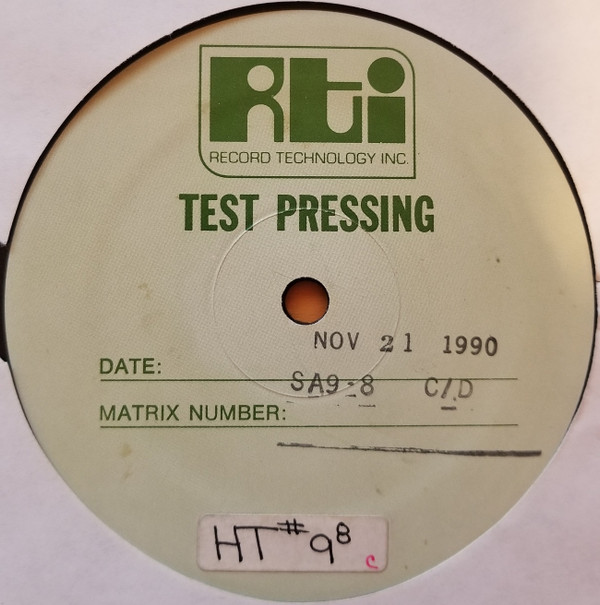 Rti
RECORD TECHNOLOGY INC.
TEST PRESSING
NOV 21 1990
DATE:
SA9-8 C/D
MATRIX NUMBER:
HT #98
c